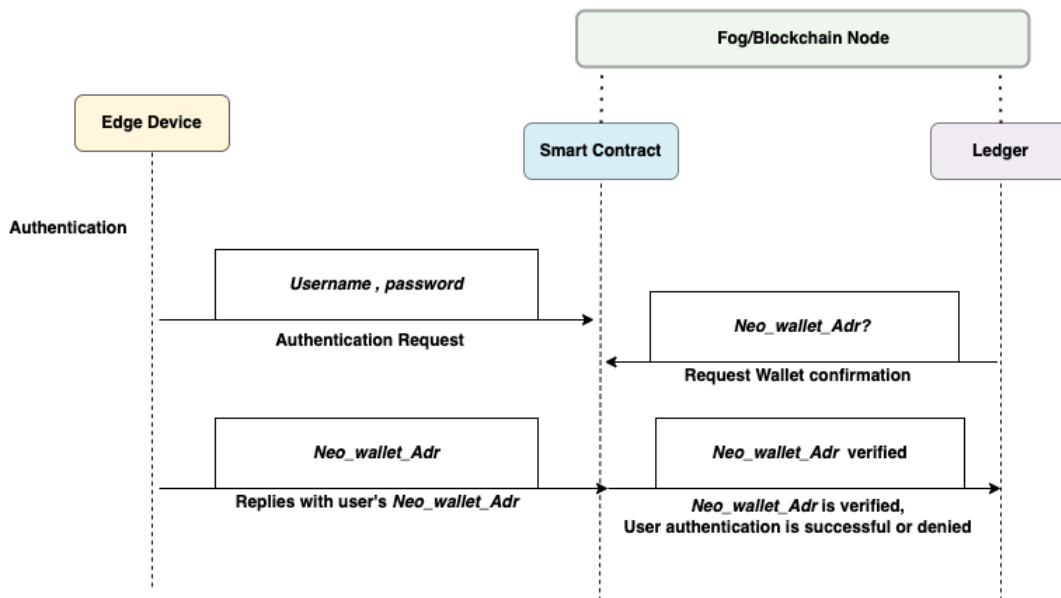 Fog/Blockchain Node
Edge Device
Smart Contract
Ledger
Authentication
Username , password
Authentication Request
Neo_wallet_Adr?
Request Wallet confirmation
Neo_wallet_Adr
Replies with user's Neo_wallet_Adr
Neo_wallet_Adr verified
Neo_wallet_Adr is verified,
User authentication is successful or denied